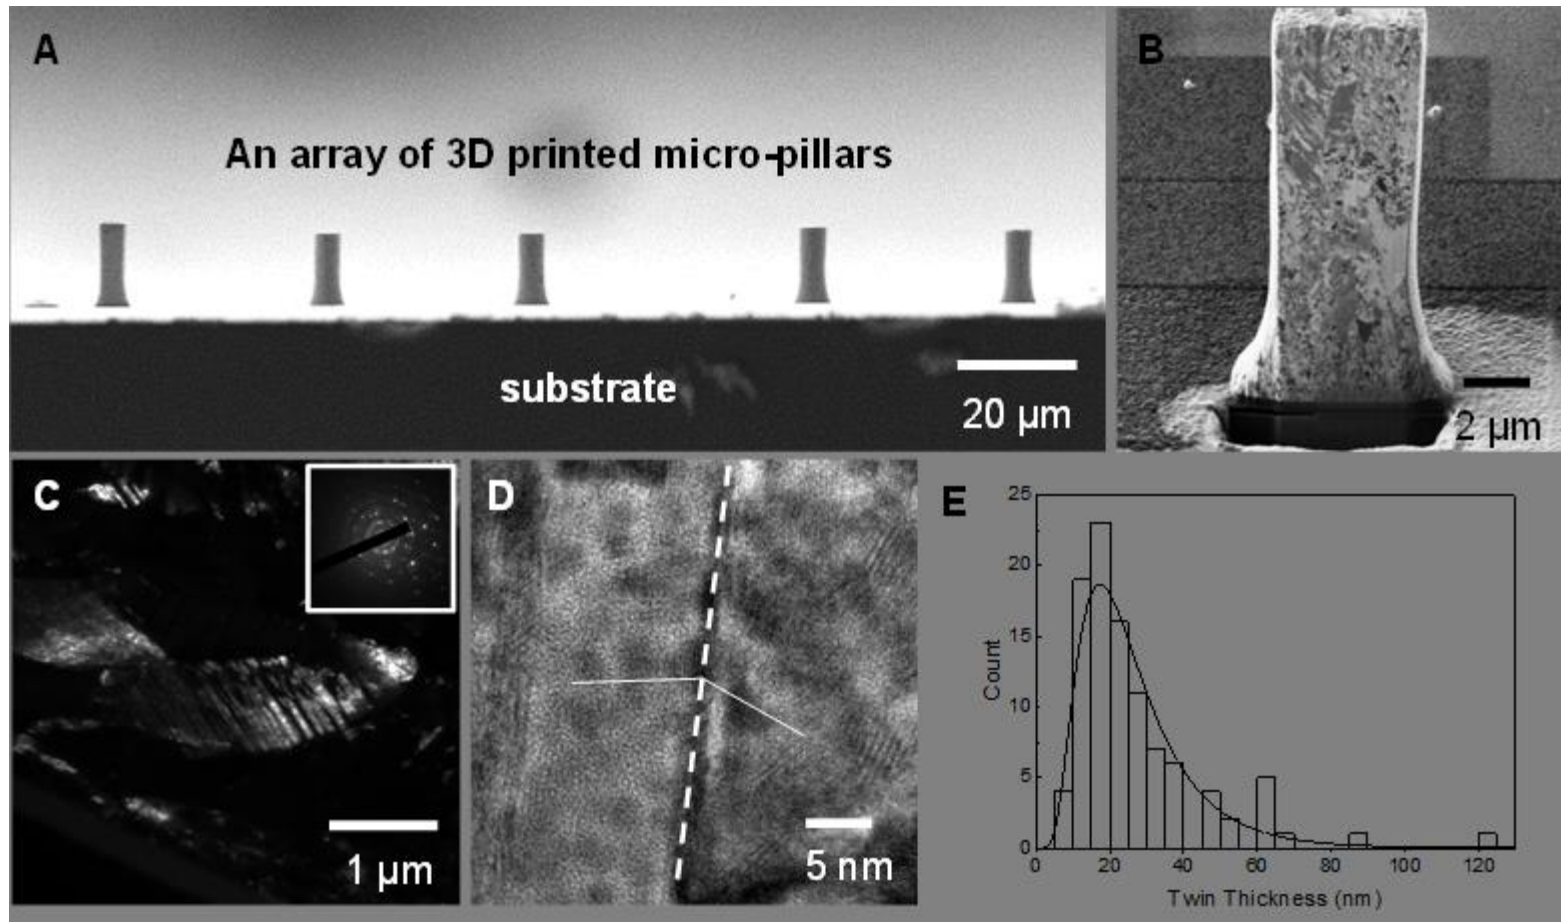 A
An array of 3D printed micro-pillars
substrate
20 µm
B
2 µm
C
1 µm
D
5 nm
E
25
20
15
10
5
0
Count
0 20 40 60 80 100 120
Twin Thickness (nm)